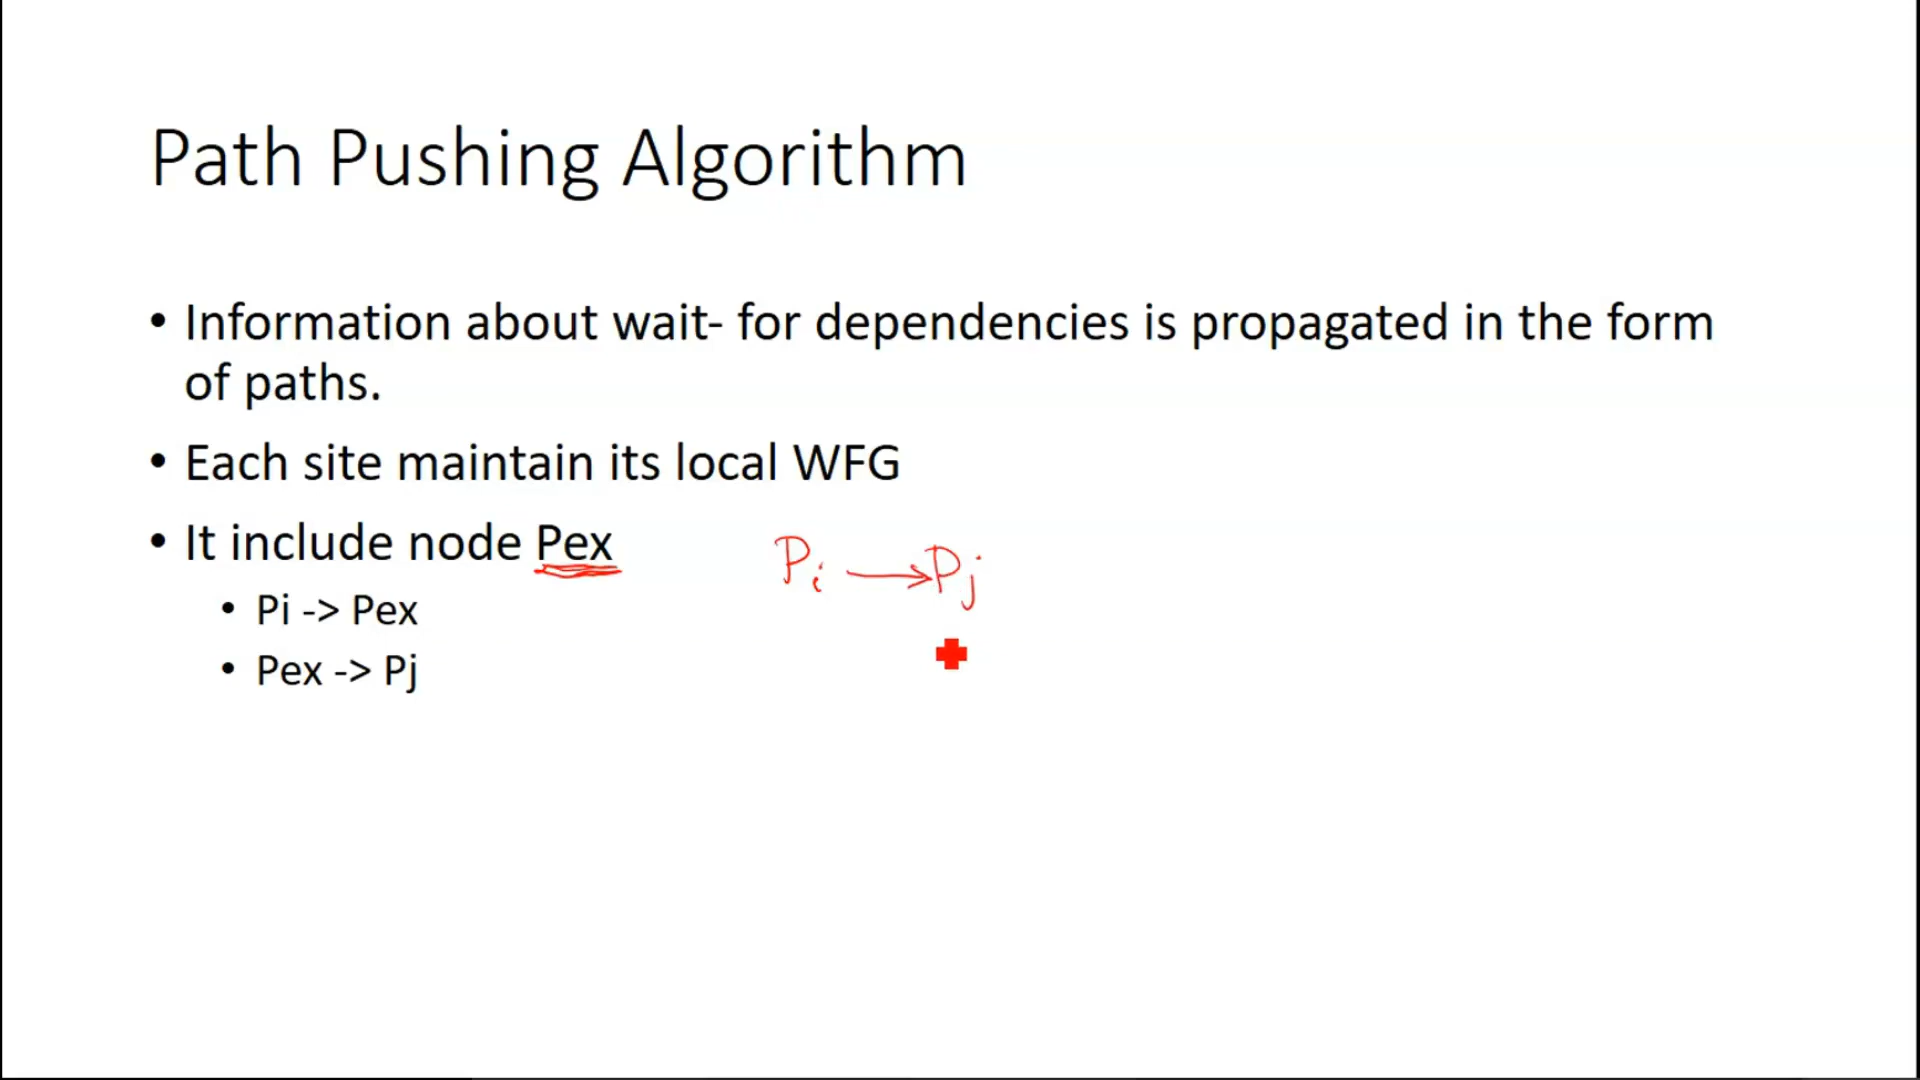 Path Pushing Algorithm
• Information about wait- for dependencies is propagated in the form
of paths.
• Each site maintain its local WFG
• It include node Pex
Pi → Pj
• Pi -> Pex
• Pex -> Pj